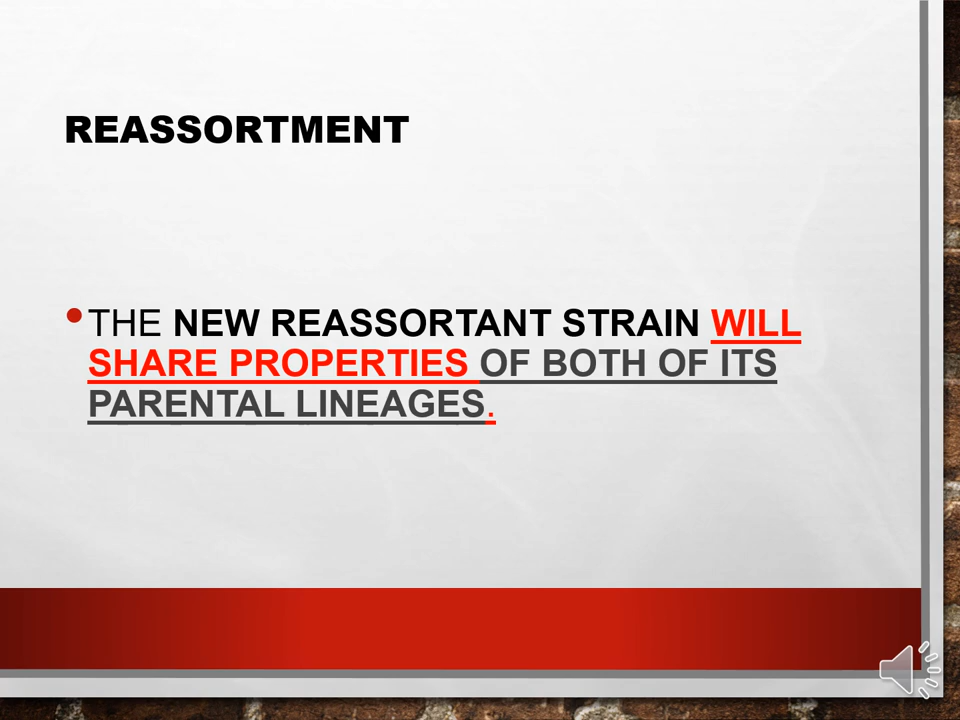 REASSORTMENT
• THE NEW REASSORTANT STRAIN WILL
SHARE PROPERTIES OF BOTH OF ITS
PARENTAL LINEAGES.